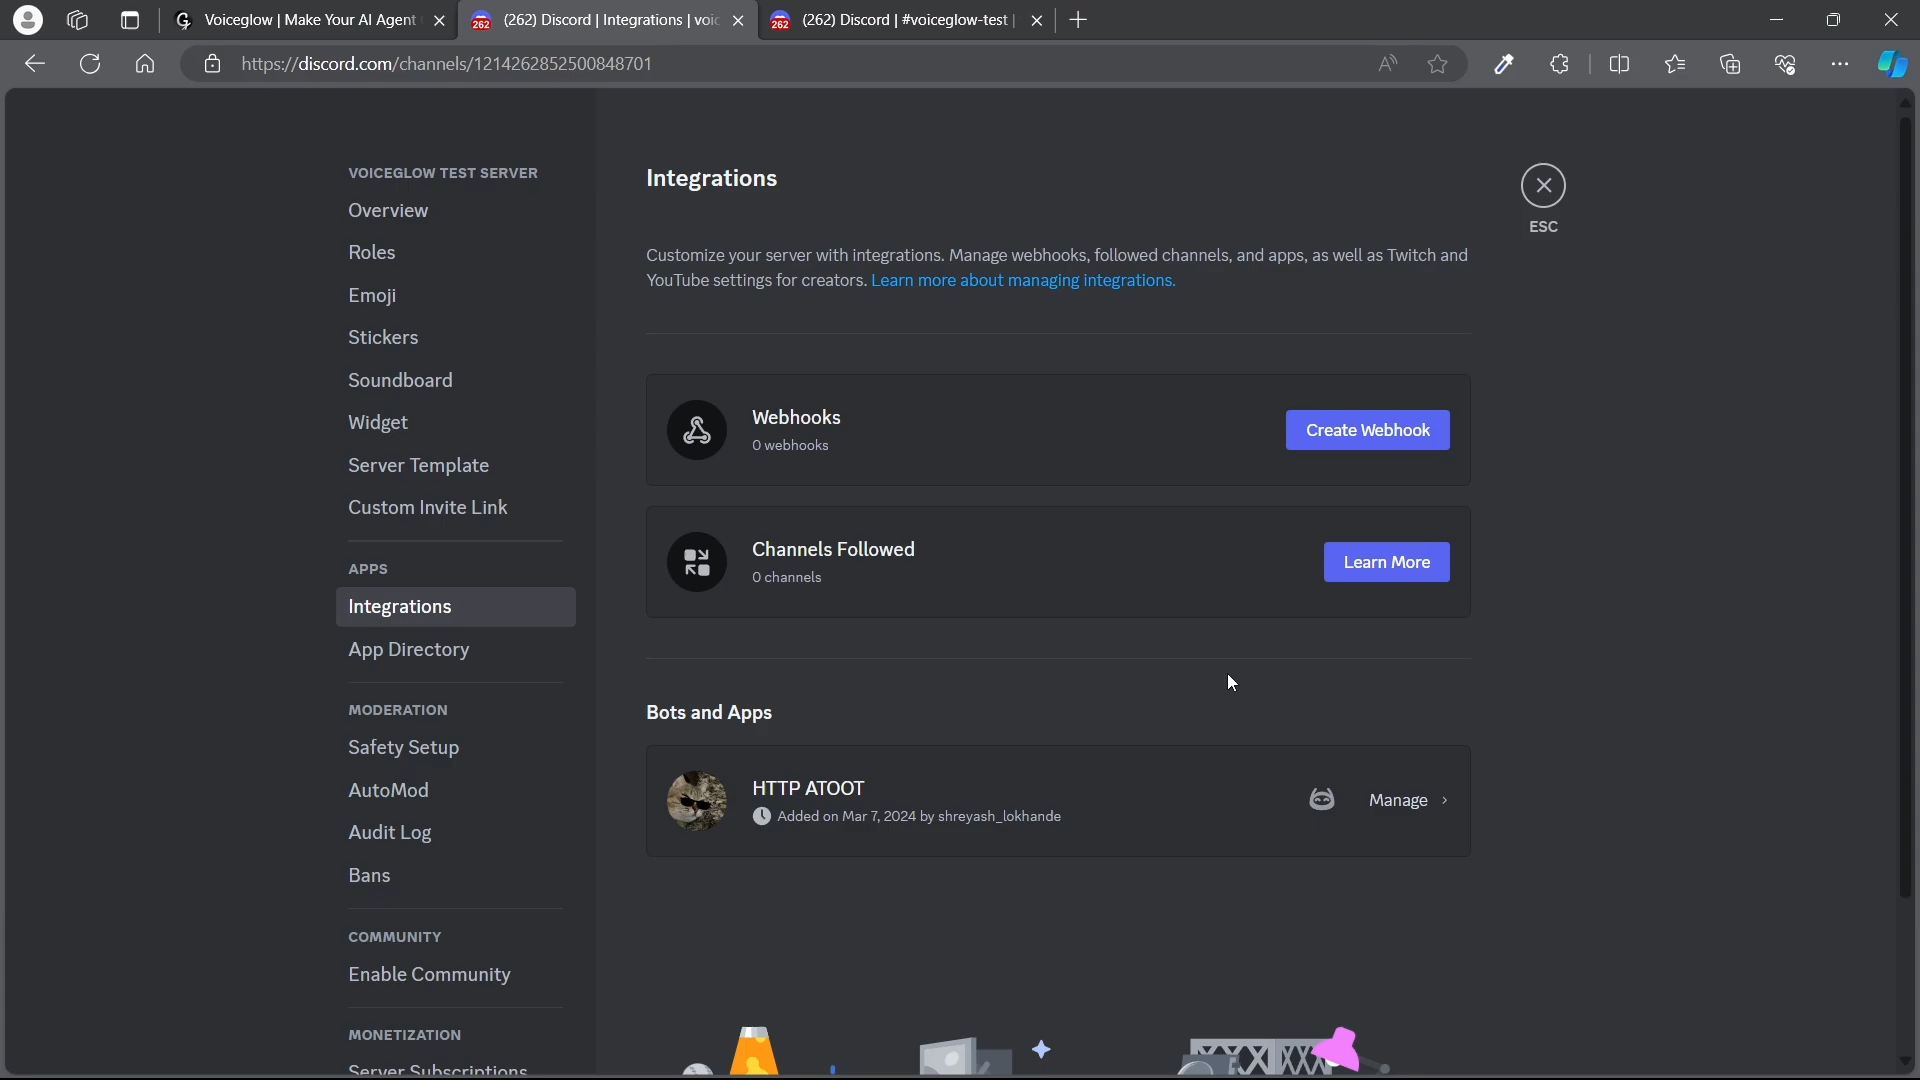 Voiceglow | Make Your AI Agent
262 (262) Discord | Integrations | voic
262 (262) Discord | #voiceglow-test |
https://discord.com/channels/1214262852500848701
VOICEGLOW TEST SERVER
Overview
Roles
Emoji
Stickers
Soundboard
Widget
Server Template
Custom Invite Link
APPS
Integrations
App Directory
MODERATION
Safety Setup
AutoMod
Audit Log
Bans
COMMUNITY
Enable Community
MONETIZATION
Server Subscriptions
Integrations
ESC
Customize your server with integrations. Manage webhooks, followed channels, and apps, as well as Twitch and
YouTube settings for creators. Learn more about managing integrations.
Webhooks
0 webhooks
Create Webhook
Channels Followed
0 channels
Learn More
Bots and Apps
HTTP ATOOT
Added on Mar 7, 2024 by shreyash_lokhande
Manage